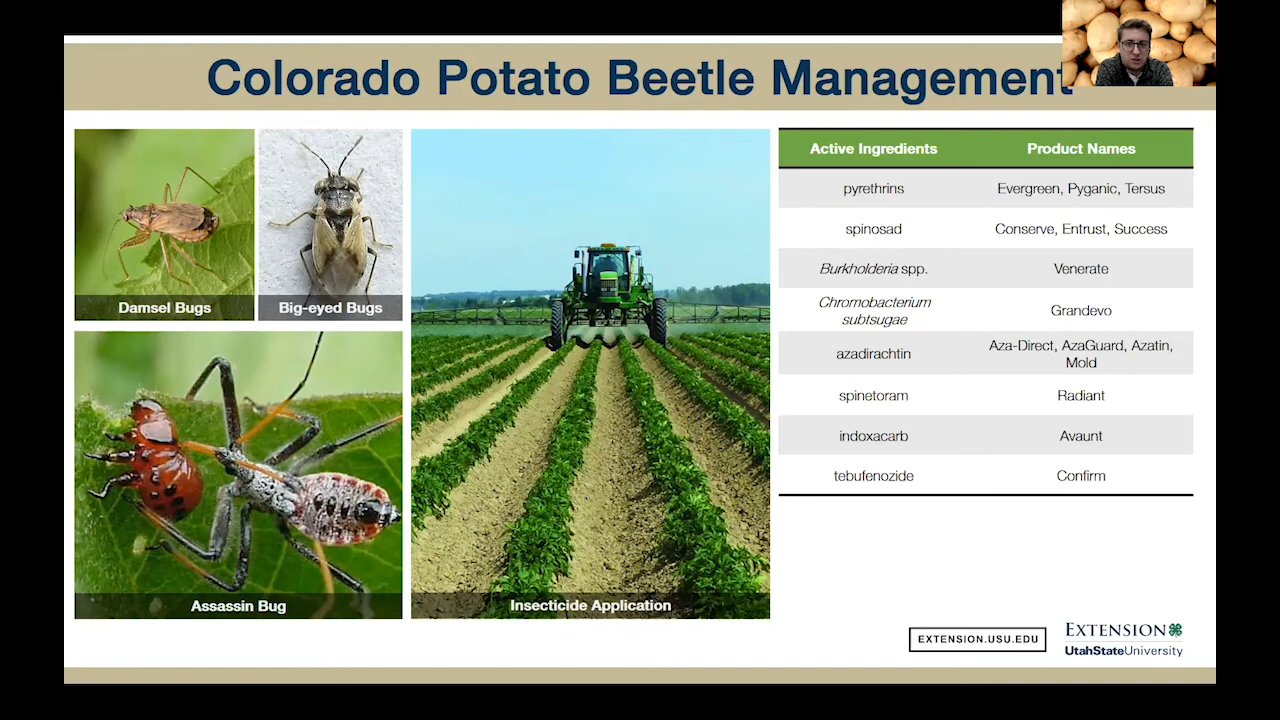 Colorado Potato Beetle Management
Damsel Bugs
Big-eyed Bugs
Assassin Bug
Insecticide Application
Active Ingredients Product Names
pyrethrins Evergreen, Pyganic, Tersus
spinosad Conserve, Entrust, Success
Burkholderia spp. Venerate
Chromobacterium
subtsugae
Grandevo
azadirachtin
Aza-Direct, AzaGuard, Azatin,
Mold
spinetoram Radiant
indoxacarb Avaunt
tebufenozide Confirm
EXTENSION.USU.EDU
EXTENSION
UtahStateUniversity